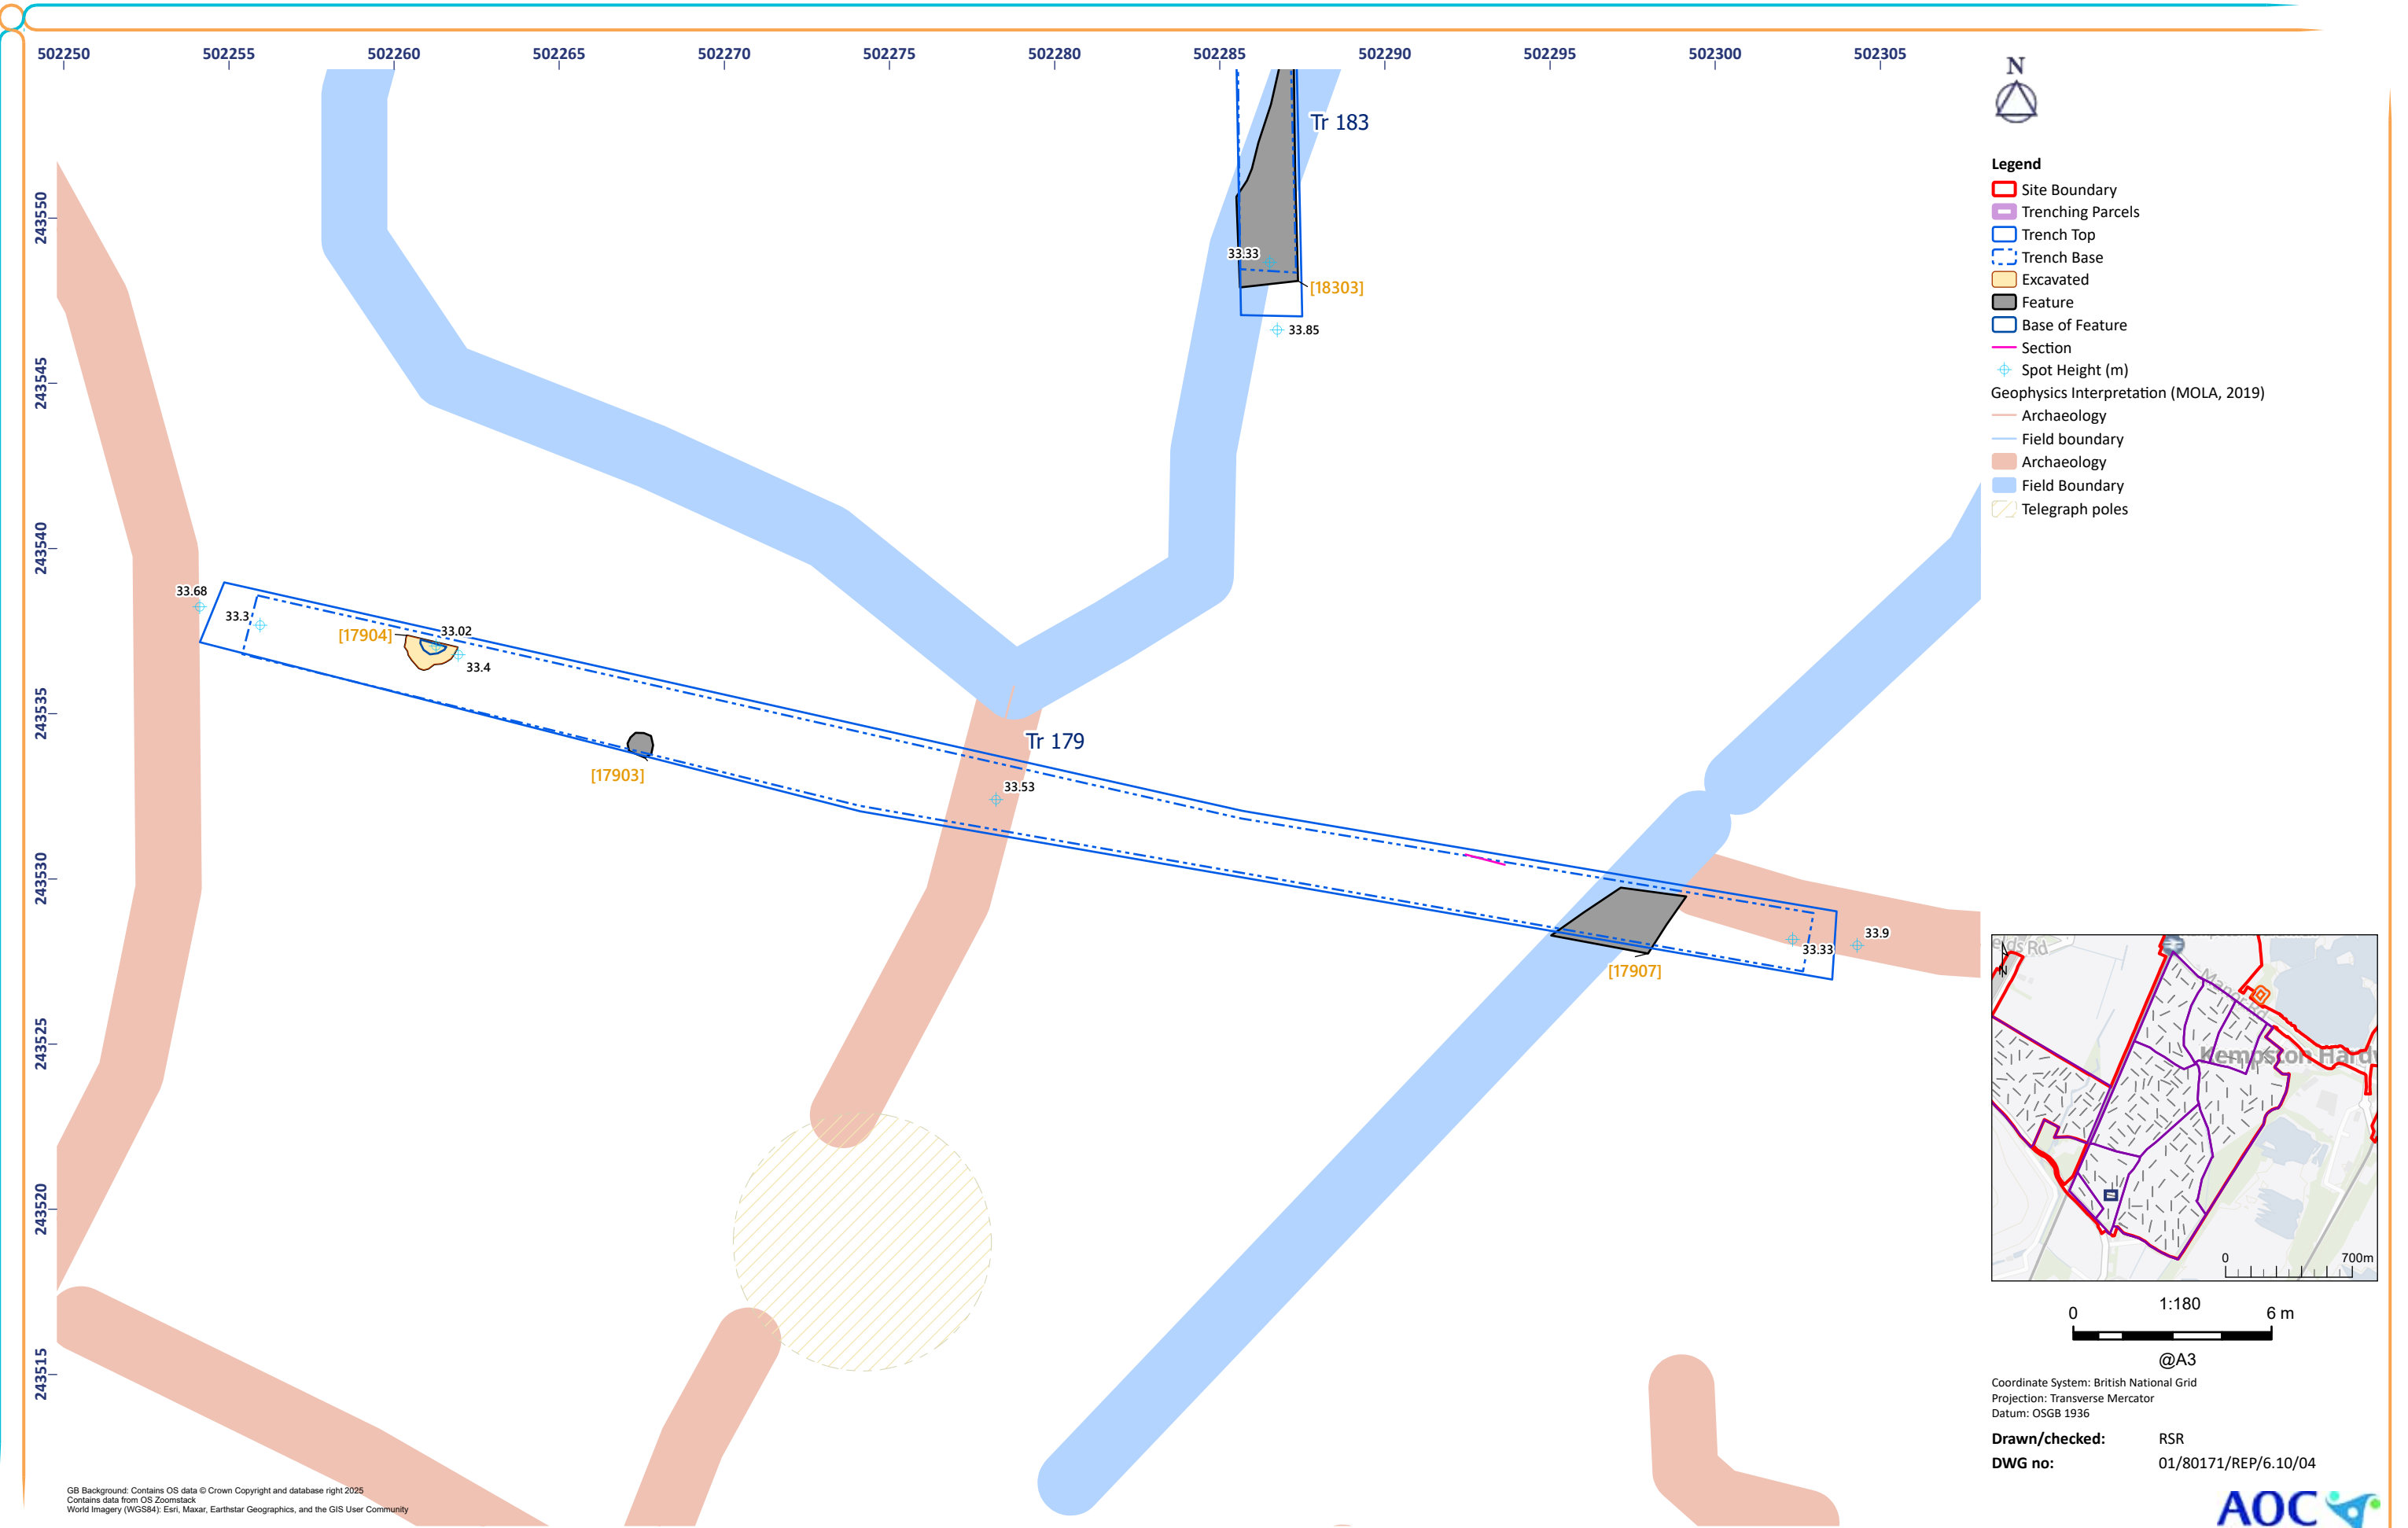 502250 502255 502260 502265 502270 502275 502280 502285 502290 502295 502300 502305
243550
243545
243540
243535
243530
243525
243520
243515
Tr 183
33.33
[18303]
33.85
33.68
33.3
[17904]
33.02
33.4
[17903]
Tr 179
33.53
[17907]
33.33
33.9
N
Legend
Site Boundary
Trenching Parcels
Trench Top
Trench Base
Excavated
Feature
Base of Feature
Section
Spot Height (m)
Geophysics Interpretation (MOLA, 2019)
Archaeology
Field boundary
Archaeology
Field Boundary
Telegraph poles
N
Kempston Hardw
0 700m
1:180
0 6 m
@A3
Coordinate System: British National Grid
Projection: Transverse Mercator
Datum: OSGB 1936
Drawn/checked: RSR
DWG no: 01/80171/REP/6.10/04
GB Background: Contains OS data © Crown Copyright and database right 2025
Contains data from OS Zoomstack
World Imagery (WGS84): Esri, Maxar, Earthstar Geographics, and the GIS User Community
AOC